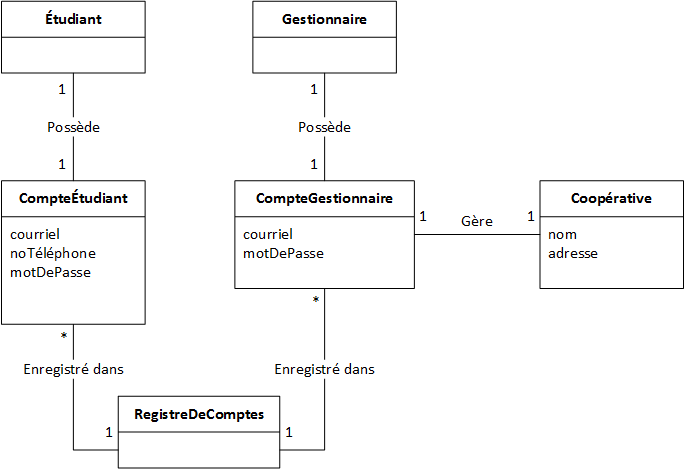 Étudiant
Gestionnaire
1
1
Possède
Possède
1
1
CompteÉtudiant
courriel
noTéléphone
motDePasse
CompteGestionnaire
courriel
motDePasse
1
Gère
1
Coopérative
nom
adresse
*
*
Enregistré dans
Enregistré dans
RegistreDeComptes
1
1